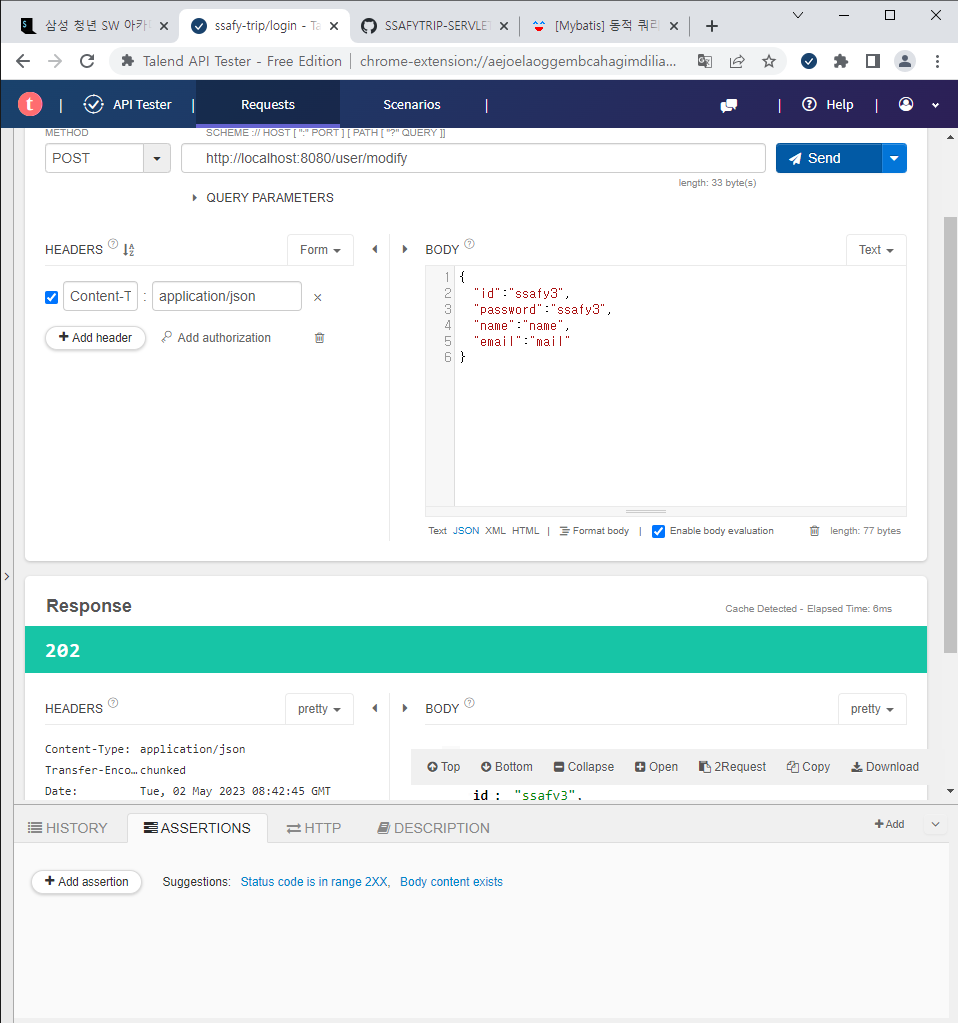 삼성 청년 SW 아카
ssafy-trip/login - Ta
SSAFYTRIP-SERVLET
[Mybatis] 동적 쿼리
Talend API Tester - Free Edition | chrome-extension://aejoelaoggembcahagimdilia...
t | API Tester | Requests Scenarios | | Help |
METHOD
SCHEME :// HOST [ ":" PORT ] [ PATH [ "?" QUERY ]]
POST
http://localhost:8080/user/modify
Send
length: 33 byte(s)
QUERY PARAMETERS
HEADERS ?
Form
BODY ?
Text
Content-T : application/json ×
+ Add header
Add authorization
1 {
2 "id":"ssafy3",
3 "password":"ssafy3",
4 "name":"name",
5 "email":"mail"
6 }
Text JSON XML HTML | Format body | Enable body evaluation length: 77 bytes
Response
Cache Detected - Elapsed Time: 6ms
202
HEADERS ?
pretty
BODY ?
pretty
Content-Type: application/json
Transfer-Enco… chunked
Date: Tue, 02 May 2023 08:42:45 GMT
Top Bottom Collapse Open 2Request Copy Download
id : "ssafy3",
HISTORY
ASSERTIONS
HTTP
DESCRIPTION
+ Add
+ Add assertion
Suggestions: Status code is in range 2XX, Body content exists